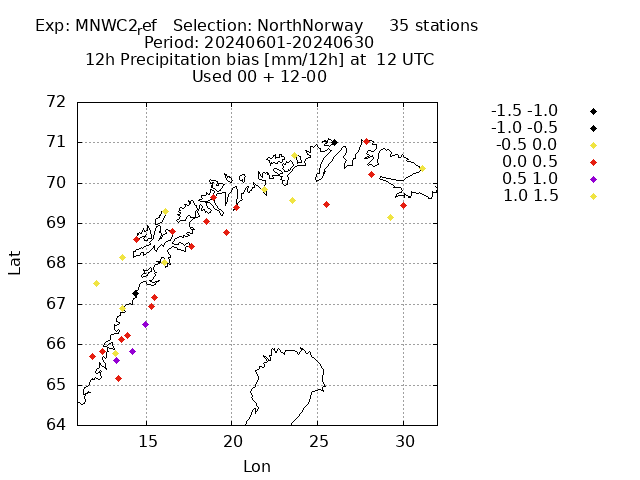 Exp: MNWC2ref   Selection: NorthNorway     35 stations
Period: 20240601-20240630
12h Precipitation bias [mm/12h] at  12 UTC
Used 00 + 12-00
72
71
70
69
68
67
66
65
64
15 20 25 30
Lat
Lon
-1.5 -1.0
-1.0 -0.5
-0.5 0.0
0.0 0.5
0.5 1.0
1.0 1.5